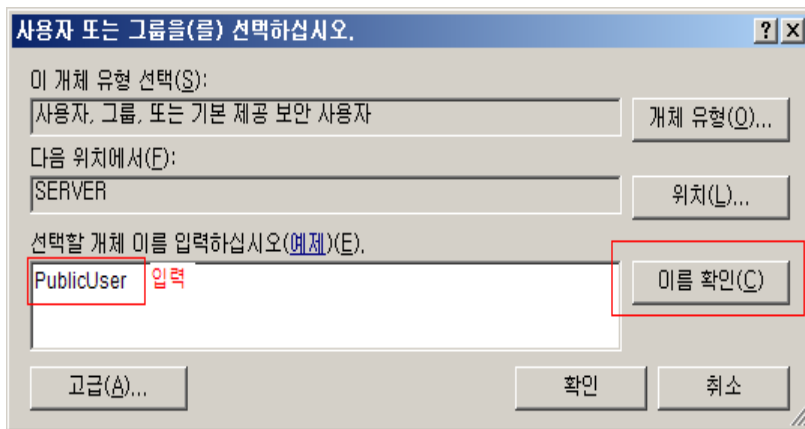 사용자 또는 그룹을(를) 선택하십시오.
이 개체 유형 선택(S):
사용자, 그룹, 또는 기본 제공 보안 사용자
개체 유형(O)...
다음 위치에서(F):
SERVER
위치(L)...
선택할 개체 이름 입력하십시오(예제)(E).
PublicUser 입력
이름 확인(C)
고급(A)...
확인
취소